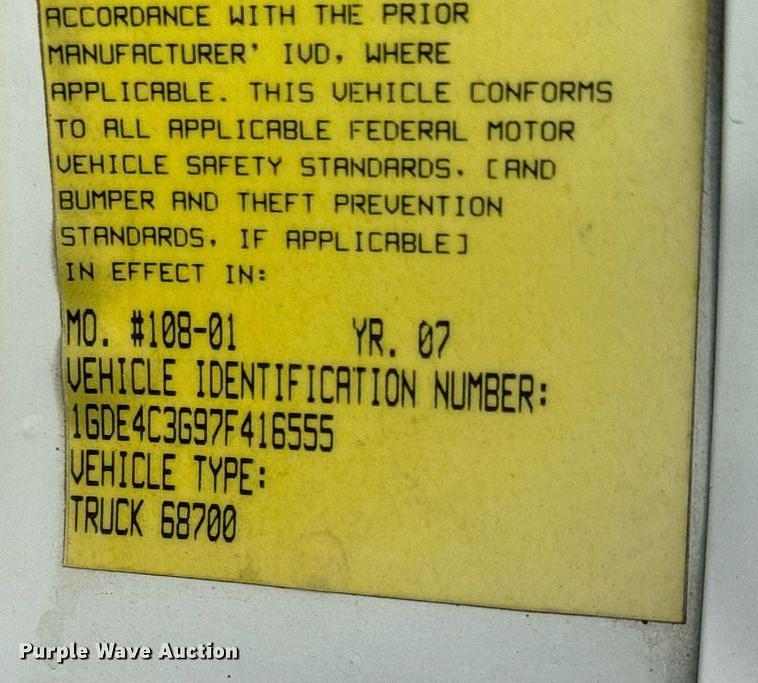 ACCORDANCE WITH THE PRIOR
MANUFACTURER' IVD, WHERE
APPLICABLE. THIS VEHICLE CONFORMS
TO ALL APPLICABLE FEDERAL MOTOR
VEHICLE SAFETY STANDARDS, [AND
BUMPER AND THEFT PREVENTION
STANDARDS, IF APPLICABLE]
IN EFFECT IN:
MO. #108-01 YR. 07
VEHICLE IDENTIFICATION NUMBER:
1GDE4C3G97F416555
VEHICLE TYPE:
TRUCK 68700
Purple Wave Auction